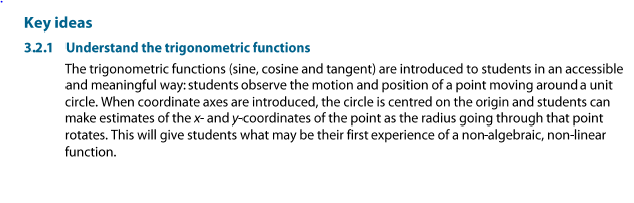 Key ideas
3.2.1 Understand the trigonometric functions
The trigonometric functions (sine, cosine and tangent) are introduced to students in an accessible
and meaningful way: students observe the motion and position of a point moving around a unit
circle. When coordinate axes are introduced, the circle is centred on the origin and students can
make estimates of the x- and y-coordinates of the point as the radius going through that point
rotates. This will give students what may be their first experience of a non-algebraic, non-linear
function.